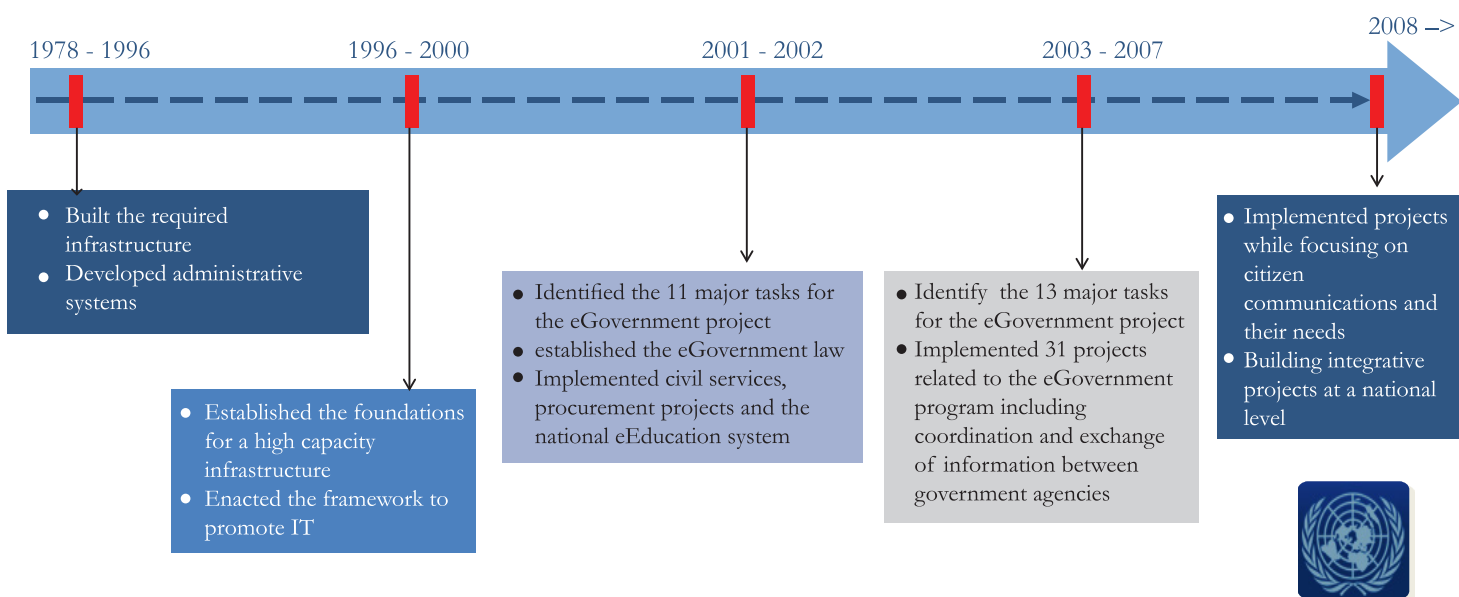 1978 - 1996
1996 - 2000
2001 - 2002
2003 - 2007
2008 –>
• Built the required
infrastructure
• Developed administrative
systems
• Established the foundations
for a high capacity
infrastructure
• Enacted the framework to
promote IT
• Identified the 11 major tasks for
the eGovernment project
• established the eGovernment law
• Implemented civil services,
procurement projects and the
national eEducation system
• Identify the 13 major tasks
for the eGovernment project
• Implemented 31 projects
related to the eGovernment
program including
coordination and exchange
of information between
government agencies
• Implemented projects
while focusing on
citizen
communications and
their needs
• Building integrative
projects at a national
level